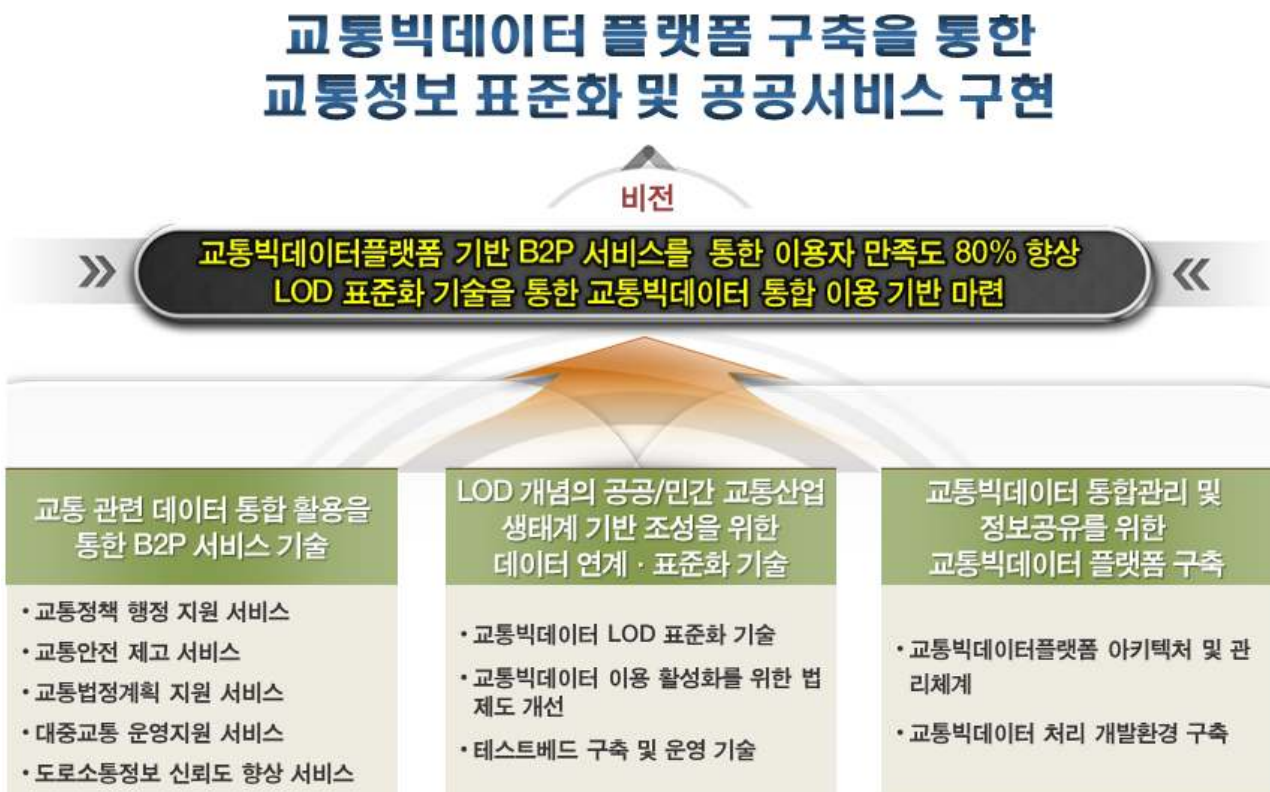 교통빅데이터 플랫폼 구축을 통한
교통정보 표준화 및 공공서비스 구현
비전
교통빅데이터플랫폼 기반 B2P 서비스를 통한 이용자 만족도 80% 향상
LOD 표준화 기술을 통한 교통빅데이터 통합 이용 기반 마련
교통 관련 데이터 통합 활용을
통한 B2P 서비스 기술
• 교통정책 행정 지원 서비스
• 교통안전 제고 서비스
• 교통법정계획 지원 서비스
• 대중교통 운영지원 서비스
• 도로소통정보 신뢰도 향상 서비스
LOD 개념의 공공/민간 교통산업
생태계 기반 조성을 위한
데이터 연계 · 표준화 기술
• 교통빅데이터 LOD 표준화 기술
• 교통빅데이터 이용 활성화를 위한 법
제도 개선
• 테스트베드 구축 및 운영 기술
교통빅데이터 통합관리 및
정보공유를 위한
교통빅데이터 플랫폼 구축
• 교통빅데이터플랫폼 아키텍처 및 관
리체계
• 교통빅데이터 처리 개발환경 구축